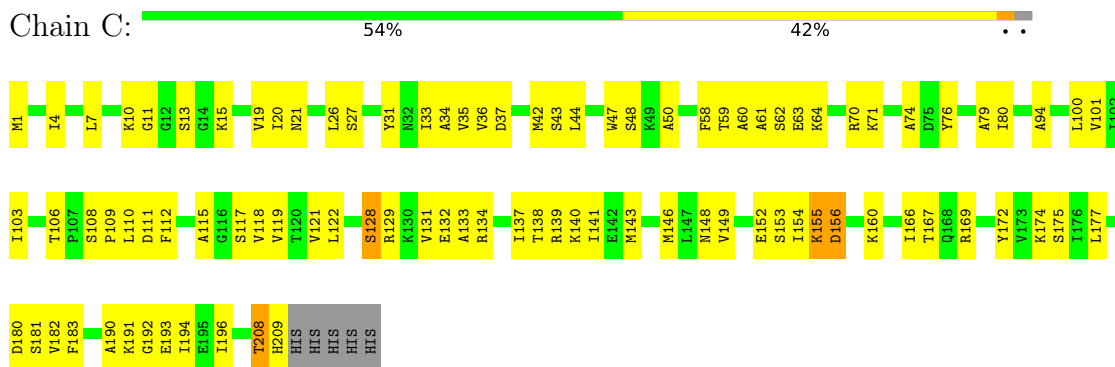 Chain C:
54% 42% • •
M1 I4 L7 K10 G11 G12 S13 G14 K15 V19 I20 N21 L26 S27 Y31 N32 I33 A34 V35 V36 D37 M42 S43 L44 W47 S48 K49 A50 F58 T59 A60 A61 S62 E63 K64 R70 K71 A74 D75 Y76 A79 I80 A94 L100 V101 I102
I103 T106 P107 S108 P109 L110 D111 F112 A115 G116 S117 V118 V119 T120 V121 L122 S128 R129 K130 V131 E132 A133 R134 I137 T138 R139 K140 I141 E142 M143 M146 L147 N148 V149 E152 S153 I154 K155 D156 K160 I166 T167 Q168 R169 Y172 V173 K174 S175 I176 L177
D180 S181 V182 F183 A190 K191 G192 E193 I194 E195 I196 T208 H209 HIS HIS HIS HIS HIS